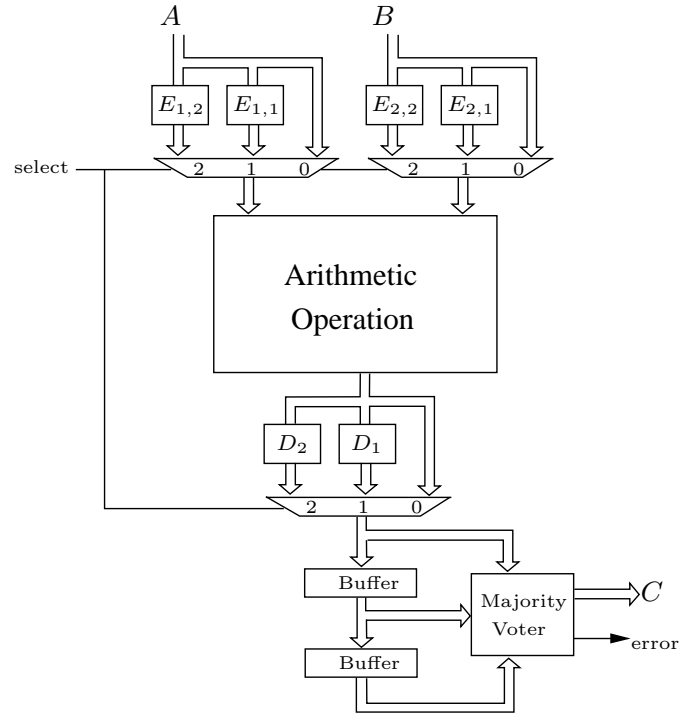 A B
E1,2 E1,1 E2,2 E2,1
select 2 1 0 2 1 0
Arithmetic
Operation
D2 D1
2 1 0
Buffer
Majority
Voter
C
error
Buffer